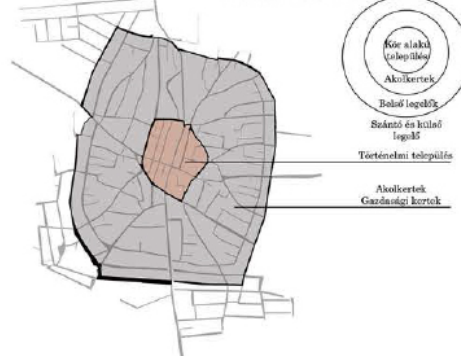 Kör alakú
település
Akolkertek
Belső legelők
Szántó és külső
legelő
Történelmi település
Akolkertek
Gazdasági kertek